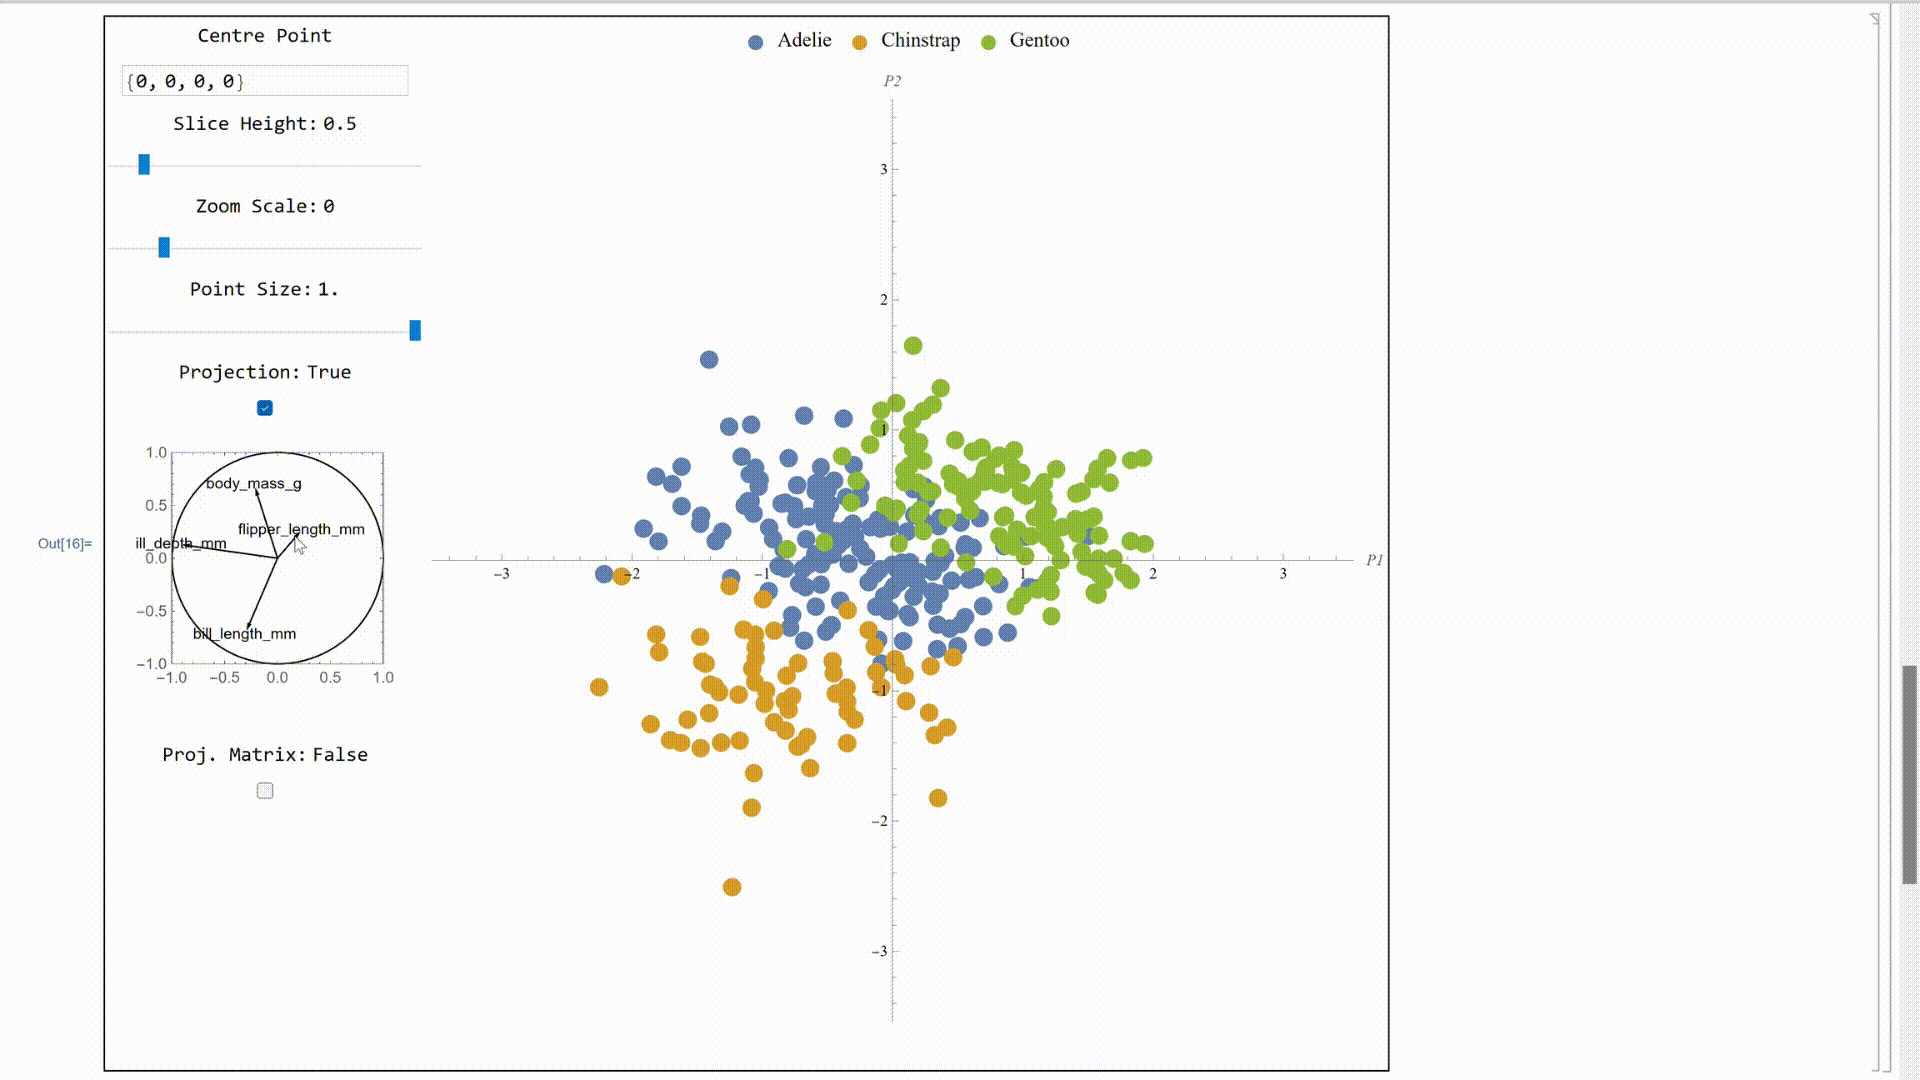 Centre Point
{0, 0, 0, 0}
Slice Height: 0.5
Zoom Scale: 0
Point Size: 1.
Projection: True
1.0
0.5
0.0
−0.5
−1.0
body_mass_g
flipper_length_mm
ill_depth_mm
bill_length_mm
−1.0 −0.5 0.0 0.5 1.0
Proj. Matrix: False
Out[16]=
Adelie Chinstrap Gentoo
P2
3
2
1
−1
−2
−3
−3 −2 −1 1 2 3
P1